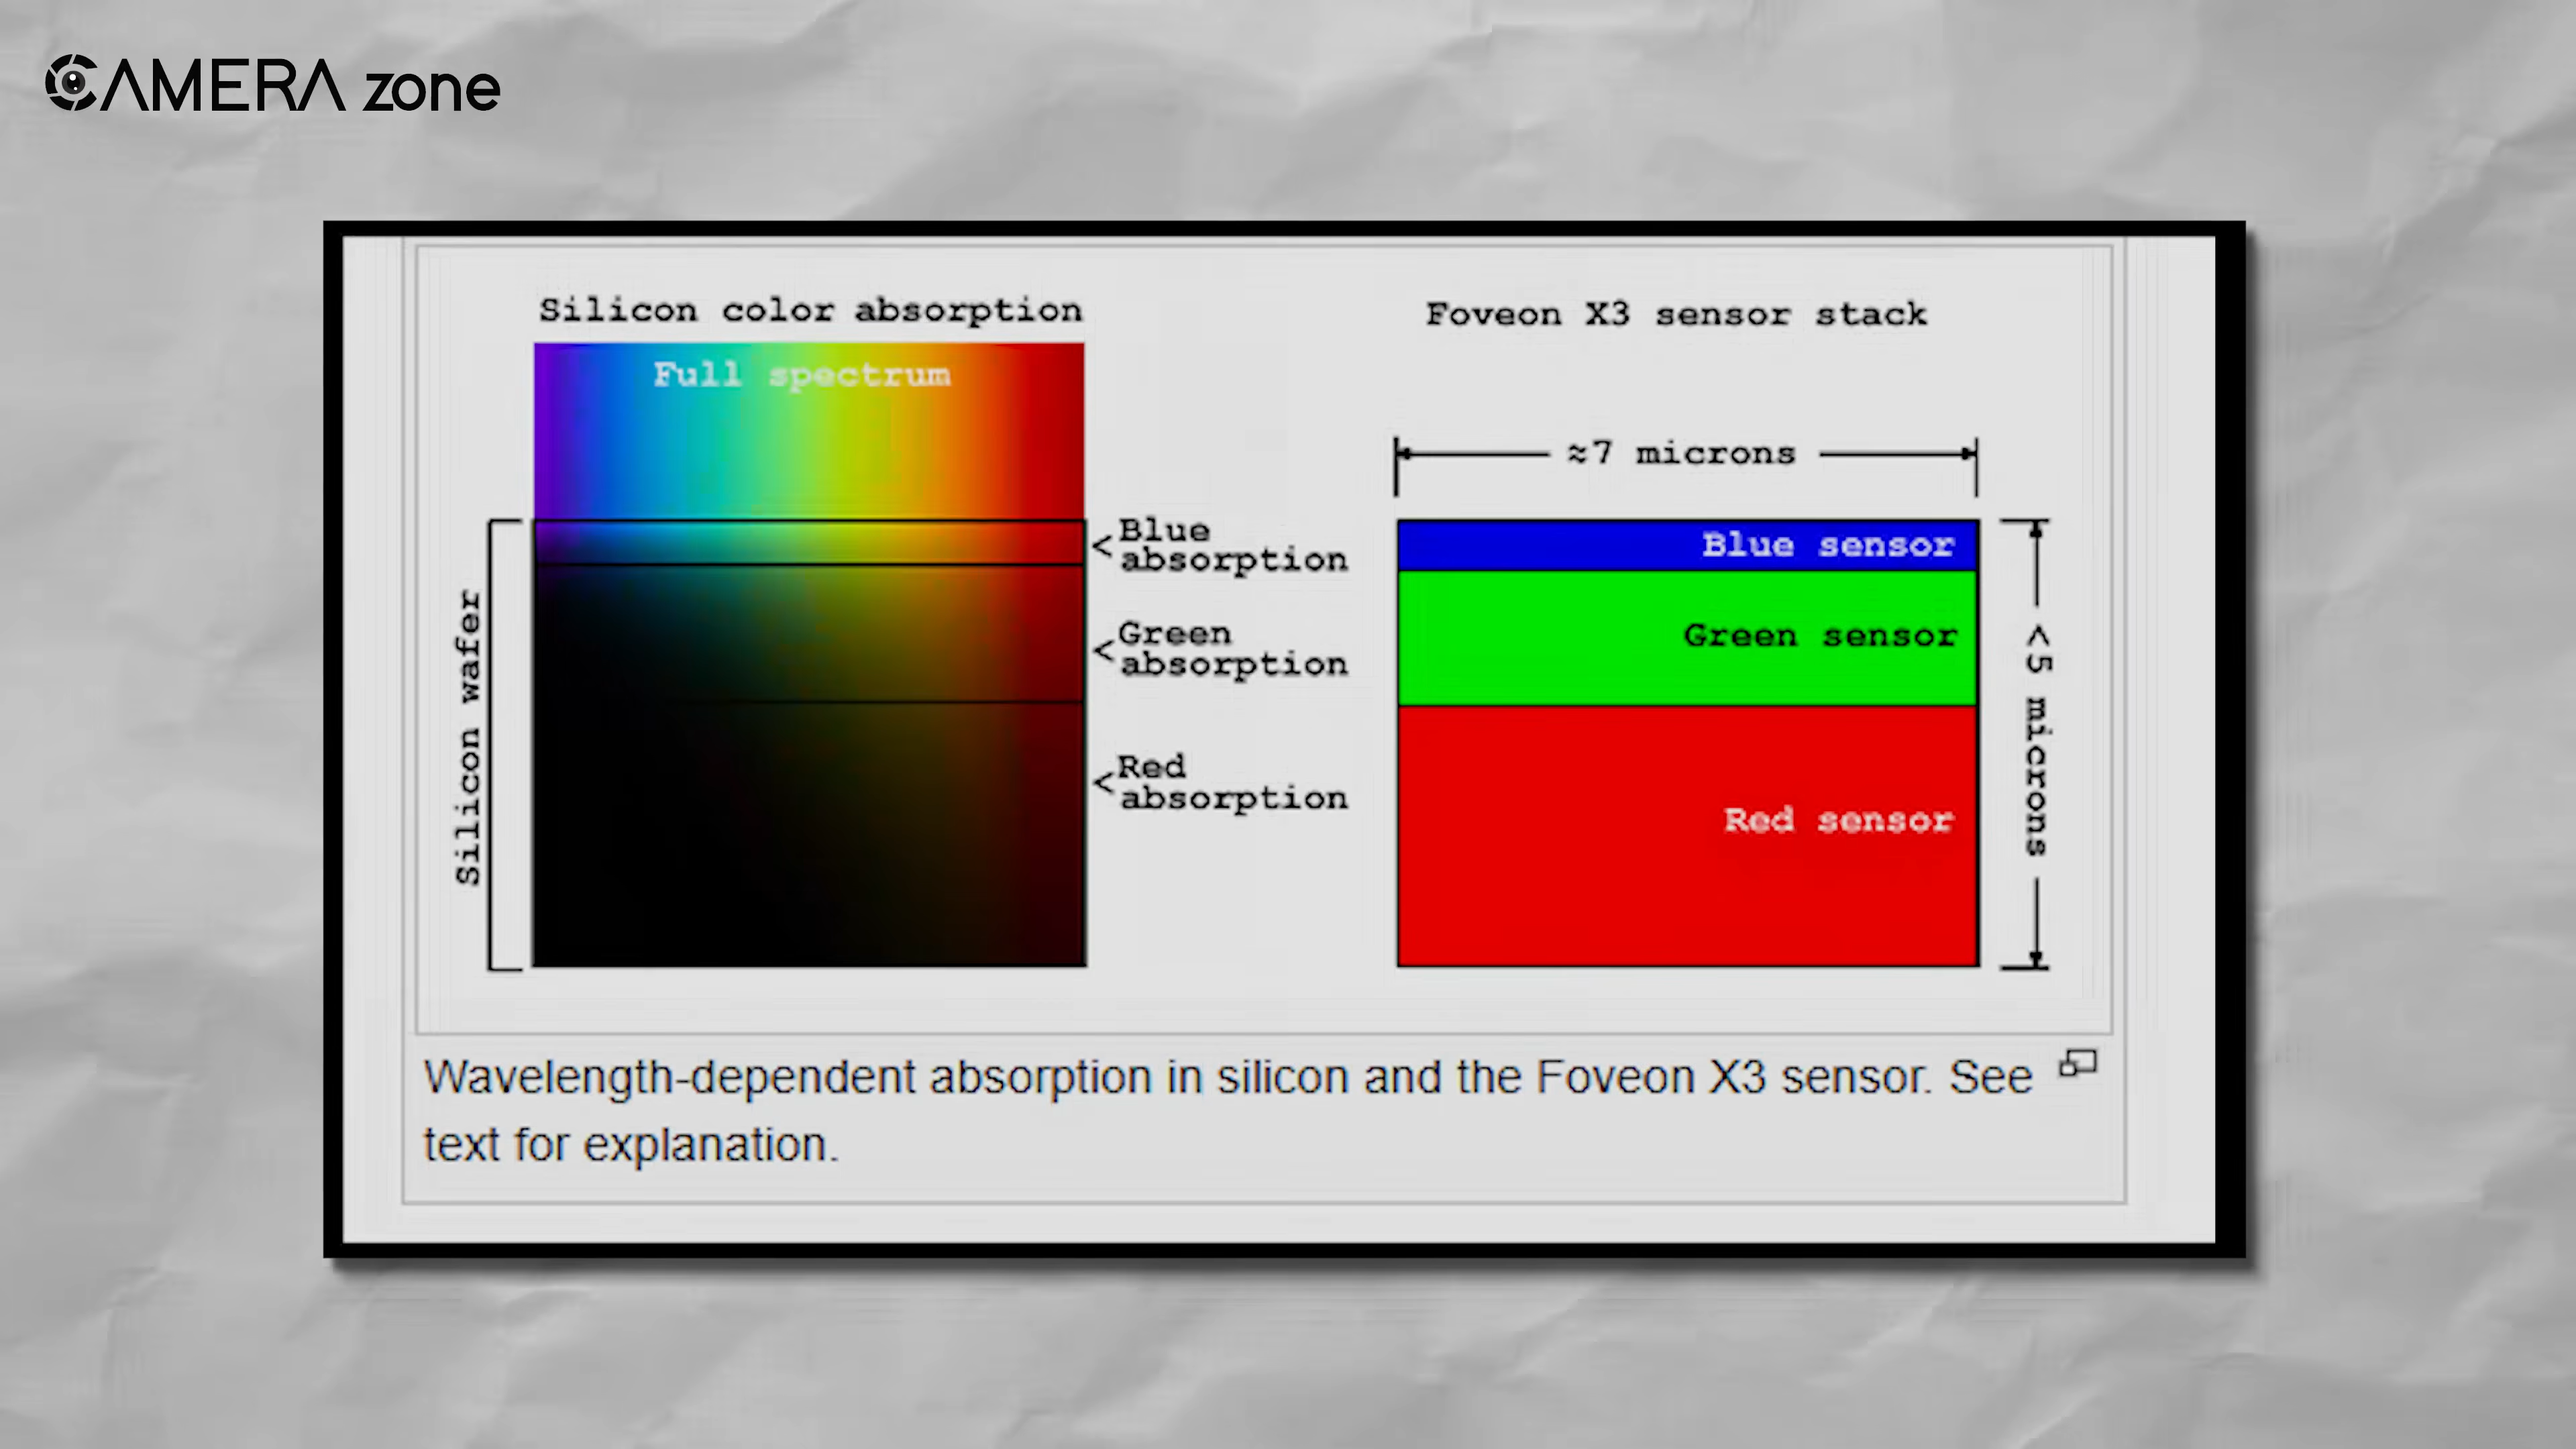 CAMERA zone
Silicon color absorption
Full spectrum
Silicon wafer
Blue
absorption
Green
absorption
Red
absorption
Foveon X3 sensor stack
≈7 microns
Blue sensor
Green sensor
Red sensor
<5 microns
Wavelength-dependent absorption in silicon and the Foveon X3 sensor. See
text for explanation.